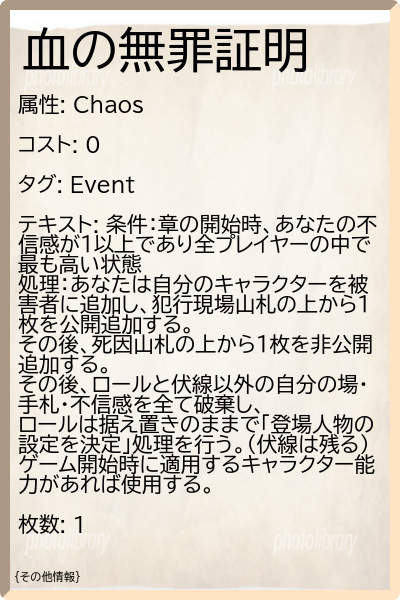 血の無罪証明
属性: Chaos
コスト: 0
タグ: Event
テキスト: 条件：章の開始時、あなたの不
信感が1以上であり全プレイヤーの中で
最も高い状態
処理：あなたは自分のキャラクターを被
害者に追加し、犯行現場山札の上から1
枚を公開追加する。
その後、死因山札の上から1枚を非公開
追加する。
その後、ロールと伏線以外の自分の場・
手札・不信感を全て破棄し、
ロールは据え置きのままで「登場人物の
設定を決定」処理を行う。（伏線は残る）
ゲーム開始時に適用するキャラクター能
力があれば使用する。
枚数: 1
{その他情報}
photolibrary
photolibrary
photolibrary
photolibrary